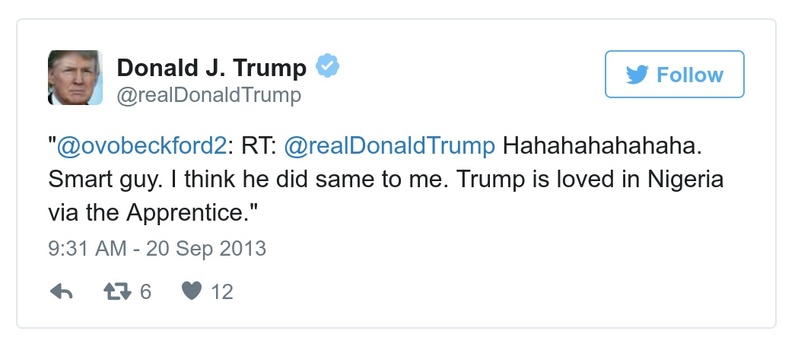 Donald J. Trump
@realDonaldTrump
Follow
"@ovobeckford2: RT: @realDonaldTrump Hahahahahahaha.
Smart guy. I think he did same to me. Trump is loved in Nigeria
via the Apprentice."
9:31 AM - 20 Sep 2013
6 12